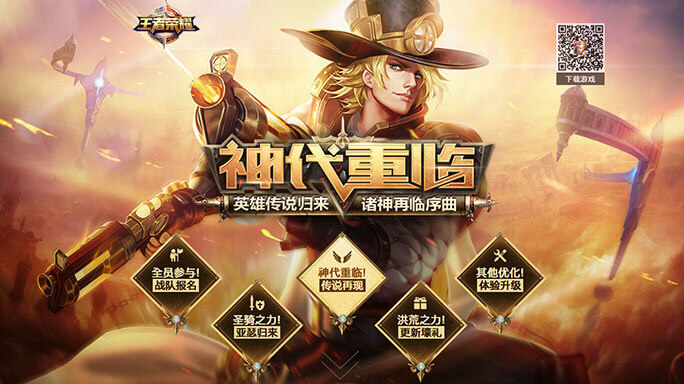 王者荣耀
下载游戏
神代重临
英雄传说归来 诸神再临序曲
全员参与!
战队报名
神代重临!
传说再现
其他优化!
体验升级
圣骑之力!
亚瑟归来
洪荒之力!
更新壕礼